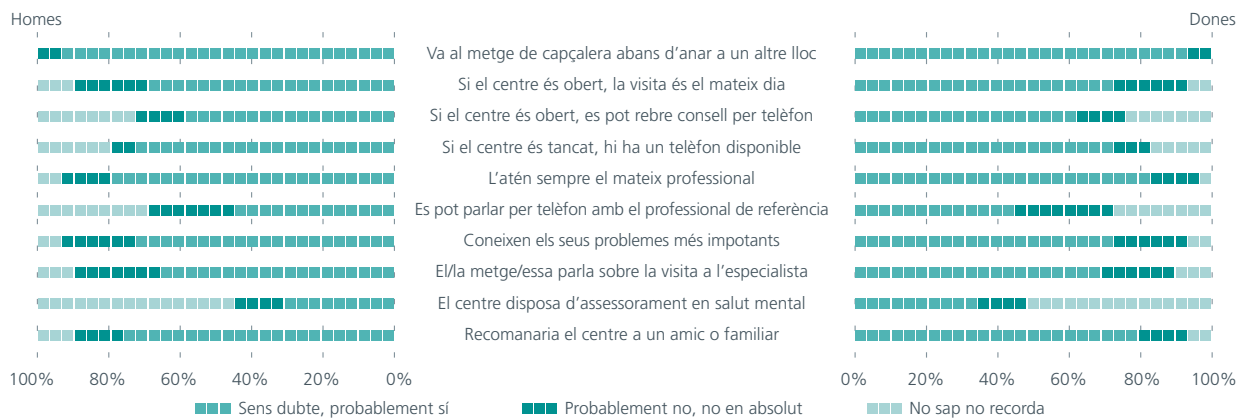 Homes
Dones
Va al metge de capçalera abans d’anar a un altre lloc
Si el centre és obert, la visita és el mateix dia
Si el centre és obert, es pot rebre consell per telèfon
Si el centre és tancat, hi ha un telèfon disponible
L’atén sempre el mateix professional
Es pot parlar per telèfon amb el professional de referència
Coneixen els seus problemes més impotants
El/la metge/essa parla sobre la visita a l’especialista
El centre disposa d’assessorament en salut mental
Recomanaria el centre a un amic o familiar
100% 80% 60% 40% 20% 0%
0% 20% 40% 60% 80% 100%
Sens dubte, probablement sí
Probablement no, no en absolut
No sap no recorda